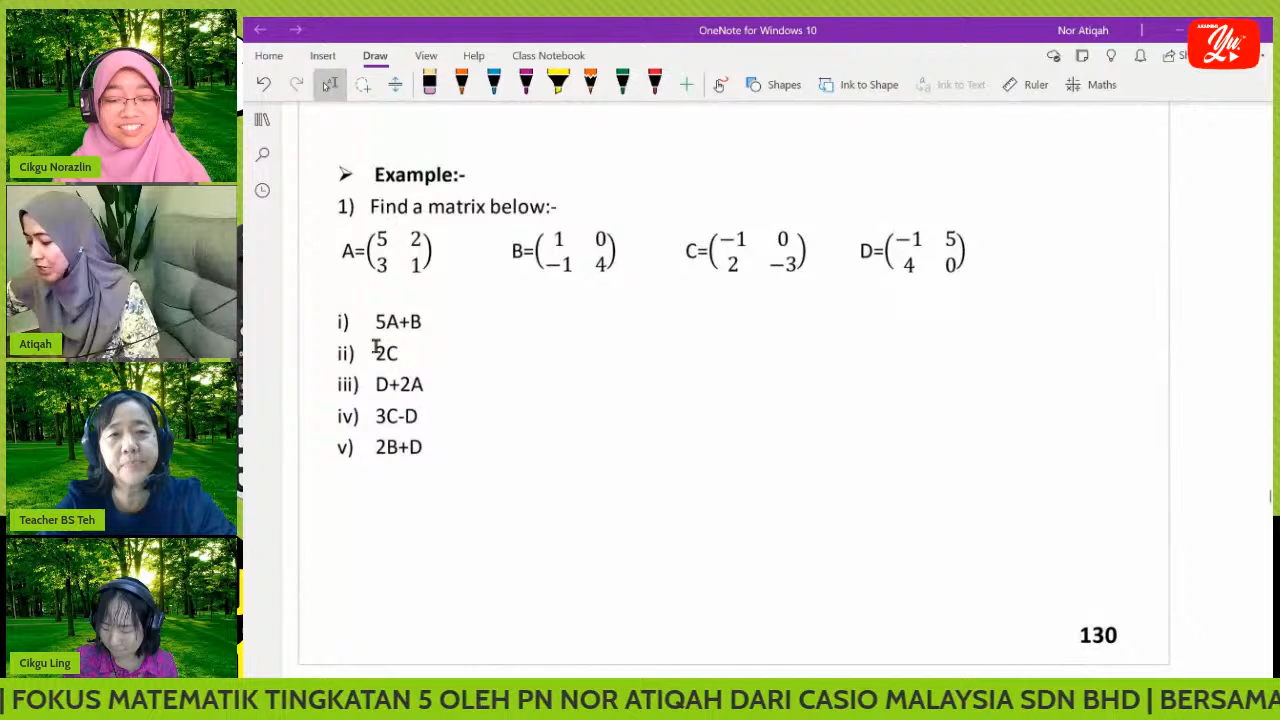 OneNote for Windows 10
Nor Atiqah
AKADEMI
Yu
Home Insert Draw View Help Class Notebook
Shapes Ink to Shape Ink to Text Ruler Maths
Cikgu Norazlin
Atiqah
Teacher BS Teh
Cikgu Ling
➤ Example:-
1) Find a matrix below:-
A=(5 2 3 1) B=(1 0 −1 4) C=(−1 0 2 −3) D=(−1 5 4 0)
i) 5A+B
ii) 2C
iii) D+2A
iv) 3C-D
v) 2B+D
130
| FOKUS MATEMATIK TINGKATAN 5 OLEH PN NOR ATIQAH DARI CASIO MALAYSIA SDN BHD | BERSAMA